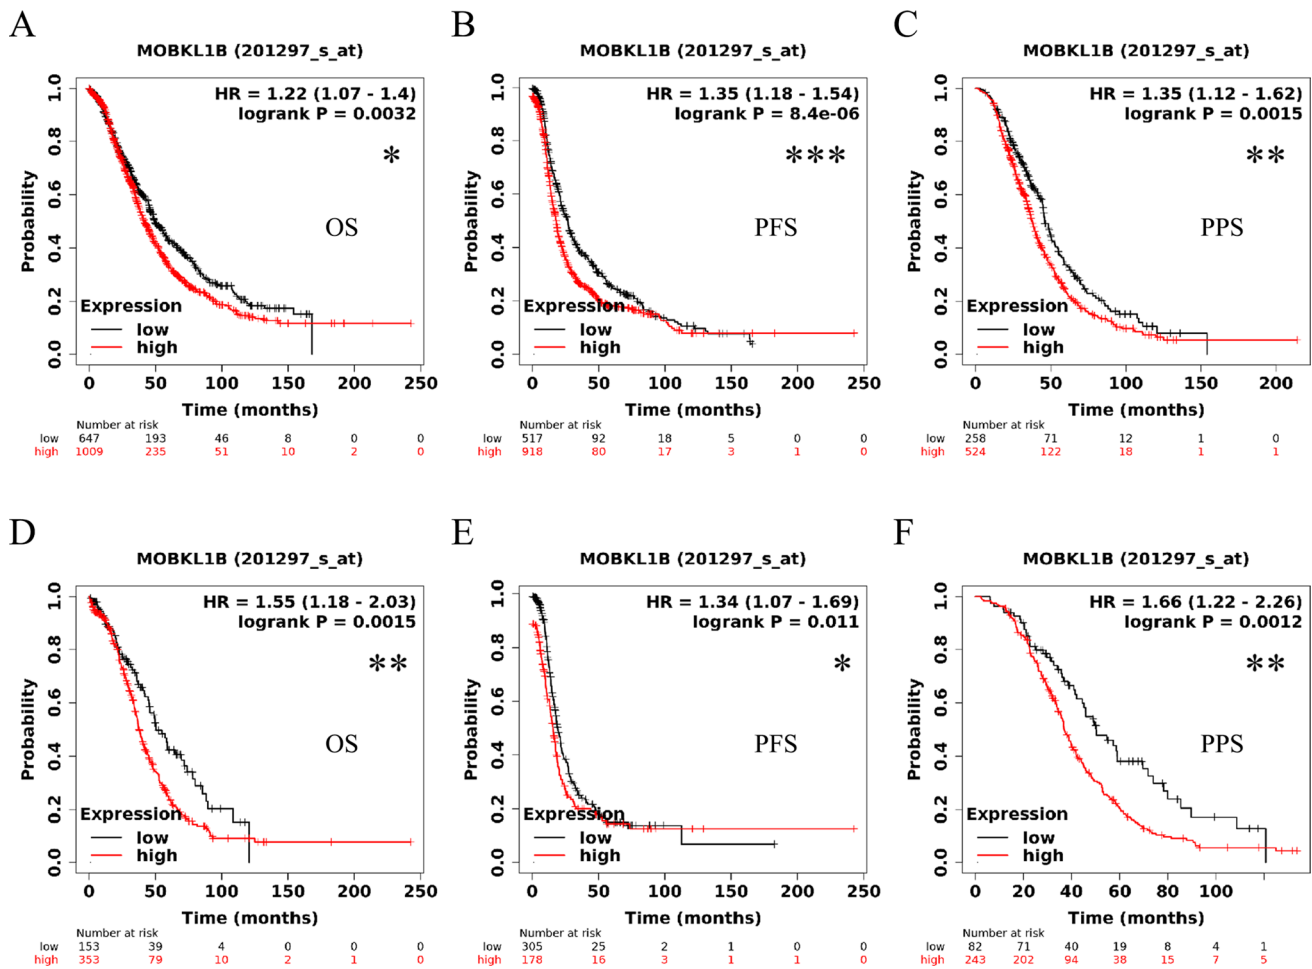 A
MOBKL1B (201297_s_at)
HR = 1.22 (1.07 - 1.4)
logrank P = 0.0032
*
OS
Probability
0.0 0.2 0.4 0.6 0.8 1.0
Expression
low
high
0 50 100 150 200 250
Time (months)
Number at risk
low 647 193 46 8 0 0
high 1009 235 51 10 2 0
B
MOBKL1B (201297_s_at)
HR = 1.35 (1.18 - 1.54)
logrank P = 8.4e-06
***
PFS
Probability
0.0 0.2 0.4 0.6 0.8 1.0
Expression
low
high
0 50 100 150 200 250
Time (months)
Number at risk
low 517 92 18 5 0 0
high 918 80 17 3 1 0
C
MOBKL1B (201297_s_at)
HR = 1.35 (1.12 - 1.62)
logrank P = 0.0015
**
PPS
Probability
0.0 0.2 0.4 0.6 0.8 1.0
Expression
low
high
0 50 100 150 200
Time (months)
Number at risk
low 258 71 12 1 0
high 524 122 18 1 1
D
MOBKL1B (201297_s_at)
HR = 1.55 (1.18 - 2.03)
logrank P = 0.0015
**
OS
Probability
0.0 0.2 0.4 0.6 0.8 1.0
Expression
low
high
0 50 100 150 200 250
Time (months)
Number at risk
low 153 39 4 0 0 0
high 353 79 10 2 1 0
E
MOBKL1B (201297_s_at)
HR = 1.34 (1.07 - 1.69)
logrank P = 0.011
*
PFS
Probability
0.0 0.2 0.4 0.6 0.8 1.0
Expression
low
high
0 50 100 150 200 250
Time (months)
Number at risk
low 305 25 2 1 0 0
high 178 16 3 1 1 0
F
MOBKL1B (201297_s_at)
HR = 1.66 (1.22 - 2.26)
logrank P = 0.0012
**
PPS
Probability
0.0 0.2 0.4 0.6 0.8 1.0
Expression
low
high
0 20 40 60 80 100
Time (months)
Number at risk
low 82 71 40 19 8 4 1
high 243 202 94 38 15 7 5